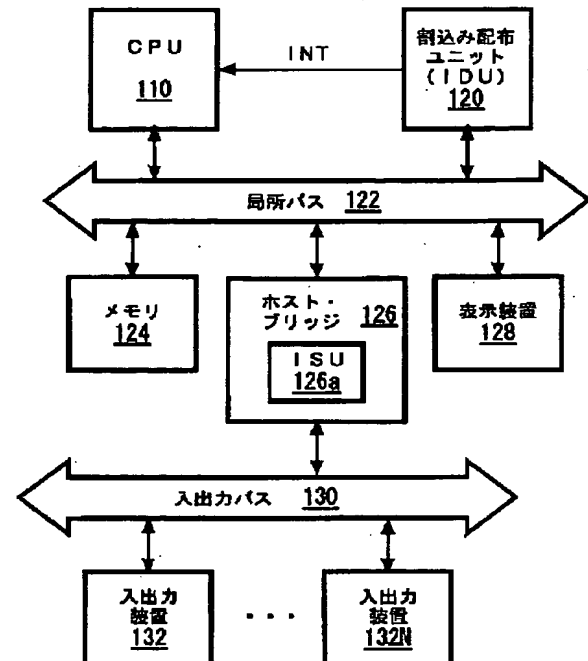 CPU
110
INT
割込み配布
ユニット
(IDU)
120
局所バス 122
メモリ
124
ホスト・
ブリッジ 126
ISU
126a
表示装置
128
入出力バス 130
入出力
装置
132
・・・
入出力
装置
132N